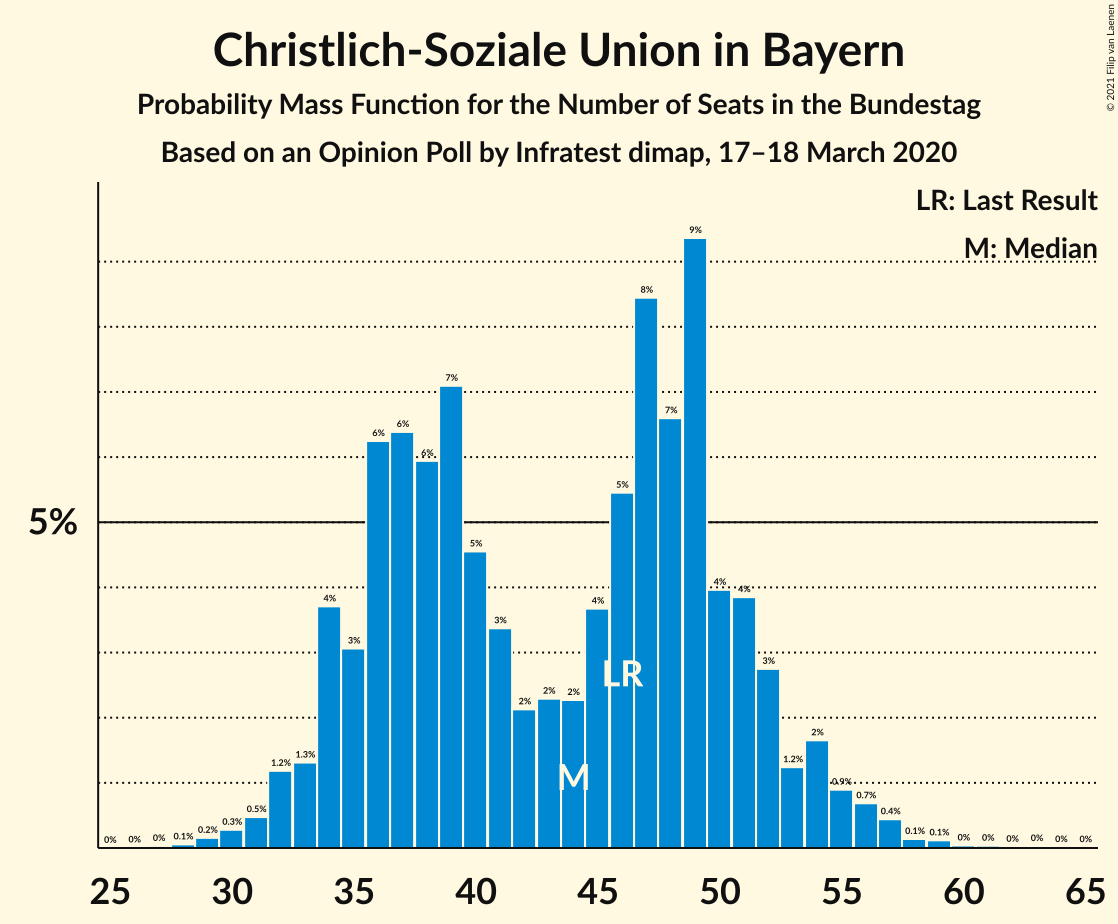 Christlich-Soziale Union in Bayern
Probability Mass Function for the Number of Seats in the Bundestag
Based on an Opinion Poll by Infratest dimap, 17–18 March 2020
© 2021 Filip van Laenen
LR: Last Result
M: Median
5%
0% 0% 0% 0.1% 0.2% 0.3% 0.5% 1.2% 1.3% 4% 3% 6% 6% 6% 7% 5% 3% 2% 2% 2% 4% 5% 8% 7% 9% 4% 4% 3% 1.2% 2% 0.9% 0.7% 0.4% 0.1% 0.1% 0% 0% 0% 0% 0% 0%
LR
M
25 30 35 40 45 50 55 60 65